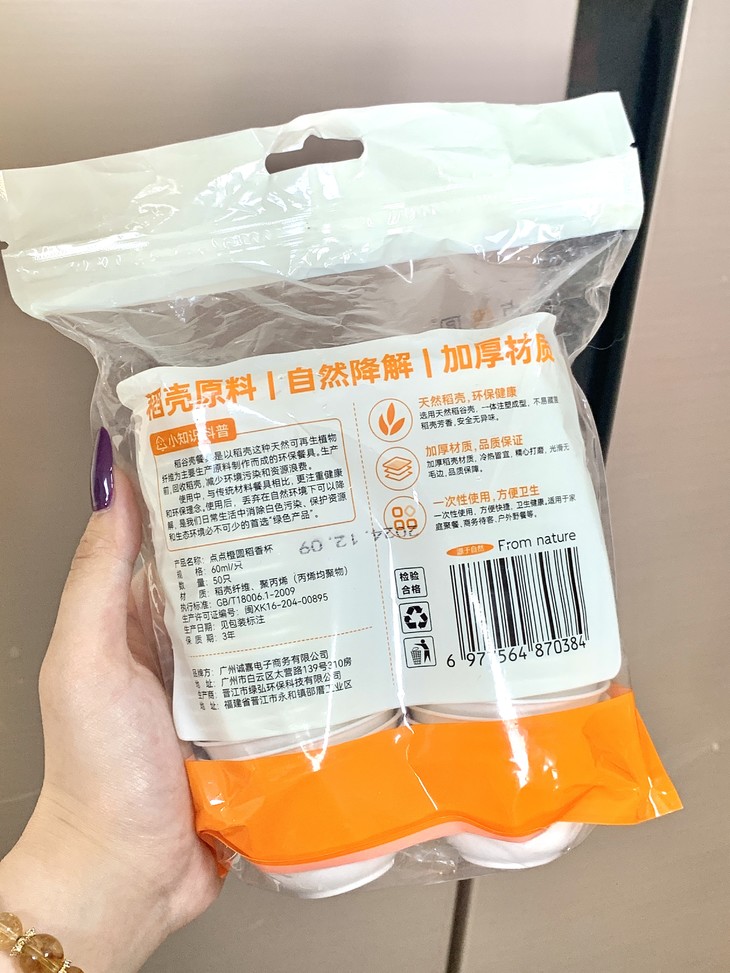 稻壳原料 | 自然降解 | 加厚材质
小知识科普
稻谷壳餐具是以稻壳这种天然可再生植物
纤维为主要生产原料制作而成的环保餐具。生产
前,回收稻壳,减少环境污染和资源浪费。
使用中,与传统材料餐具相比,更注重健康
和环保理念。使用后,丢弃在自然环境下可以降
解,是我们日常生活中消除白色污染、保护资源
和生态环境必不可少的首选“绿色产品”。
2024.12.09
产品名称:点点橙圆稻香杯
规 格:60ml/只
数 量:50只
材 质:稻壳纤维、聚丙烯(丙烯均聚物)
执行标准:GB/T18006.1-2009
生产许可证编号:闽XK16-204-00895
生产日期:见包装标注
保 质 期:3年
品牌方:广州诚嘉电子商务有限公司
地 址:广州市白云区太营路139号310房
生产商:晋江市绿弘环保科技有限公司
地 址:福建省晋江市永和镇邵厝工业区
天然稻壳,环保健康
选用天然稻谷壳,一体注塑成型,不易藏渣
稻壳芳香,安全无异味。
加厚材质,品质保证
加厚稻壳材质,冷热皆宜,精心打磨,光滑无
毛边,品质保障。
一次性使用,方便卫生
一次性使用,方便快捷,卫生健康。适用于家
庭聚餐、商务待客、户外野餐等。
源于自然 From nature
检验
合格
6 977564 870384